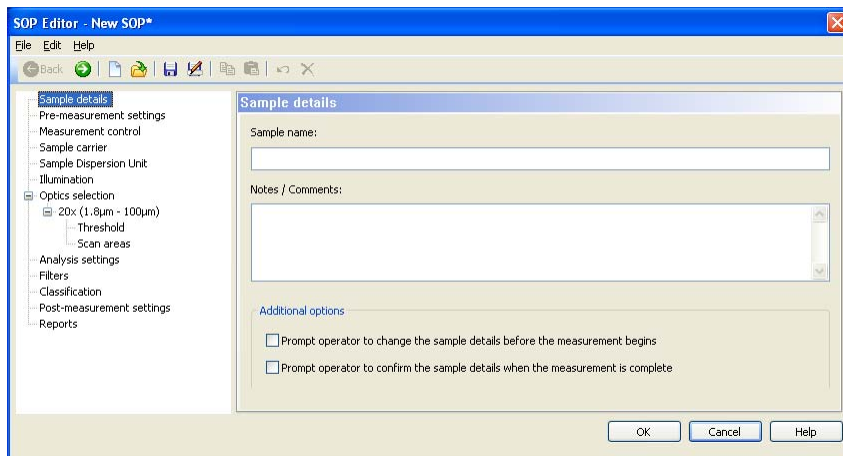 SOP Editor - New SOP*
File Edit Help
Back
Sample details
Pre-measurement settings
Measurement control
Sample carrier
Sample Dispersion Unit
Illumination
Optics selection
20x (1.8µm - 100µm)
Threshold
Scan areas
Analysis settings
Filters
Classification
Post-measurement settings
Reports
Sample details
Sample name:
Notes / Comments:
Additional options
Prompt operator to change the sample details before the measurement begins
Prompt operator to confirm the sample details when the measurement is complete
OK Cancel Help